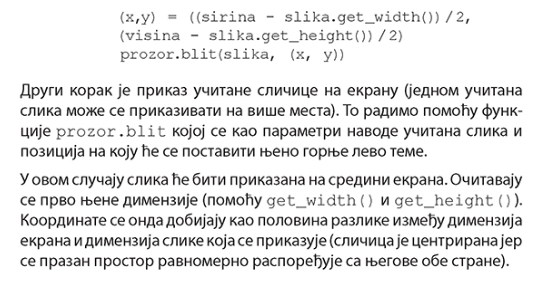 (x,y) = ((sirina - slika.get_width())/2,
(visina - slika.get_height())/2)
prozor.blit(slika, (x, y))
Други корак је приказ учитане сличице на екрану (једном учитана
слика може се приказивати на више места). То радимо помоћу функ-
ције prozor.blit којој се као параметри наводе учитана слика и
позиција на коју ће се поставити њено горње лево теме.
У овом случају слика ће бити приказана на средини екрана. Очитавају
се прво њене димензије (помоћу get_width() и get_height()).
Координате се онда добијају као половина разлике између димензија
екрана и димензија слике која се приказује (сличица је центрирана јер
се празан простор равномерно распоређује са његове обе стране).